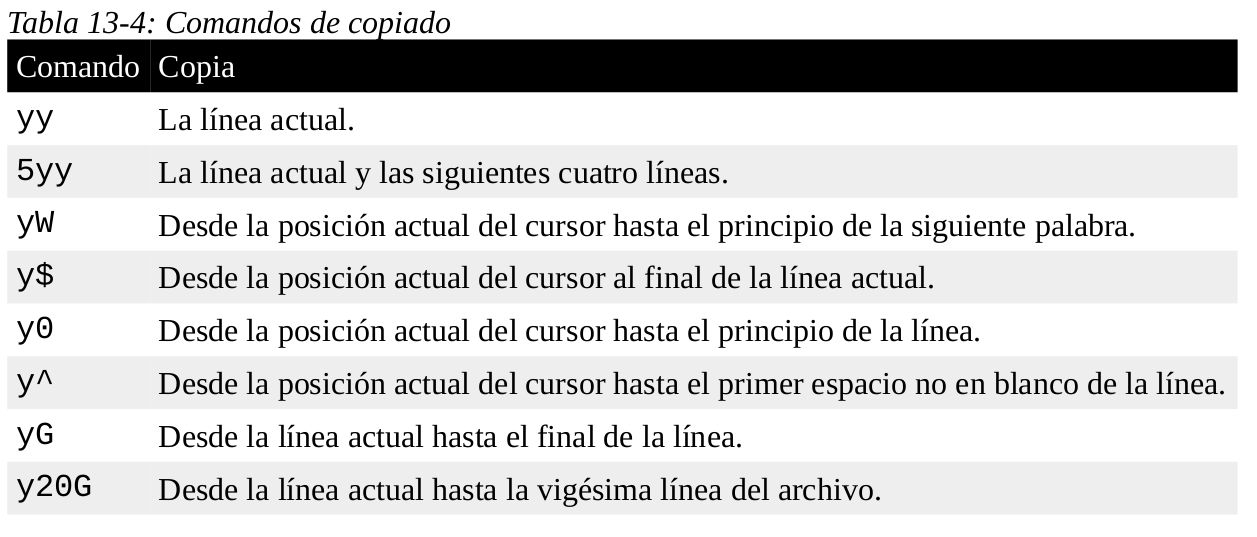 Tabla 13-4: Comandos de copiado
Comando Copia
yy La línea actual.
5yy La línea actual y las siguientes cuatro líneas.
yW Desde la posición actual del cursor hasta el principio de la siguiente palabra.
y$ Desde la posición actual del cursor al final de la línea actual.
y0 Desde la posición actual del cursor hasta el principio de la línea.
y^ Desde la posición actual del cursor hasta el primer espacio no en blanco de la línea.
yG Desde la línea actual hasta el final de la línea.
y20G Desde la línea actual hasta la vigésima línea del archivo.